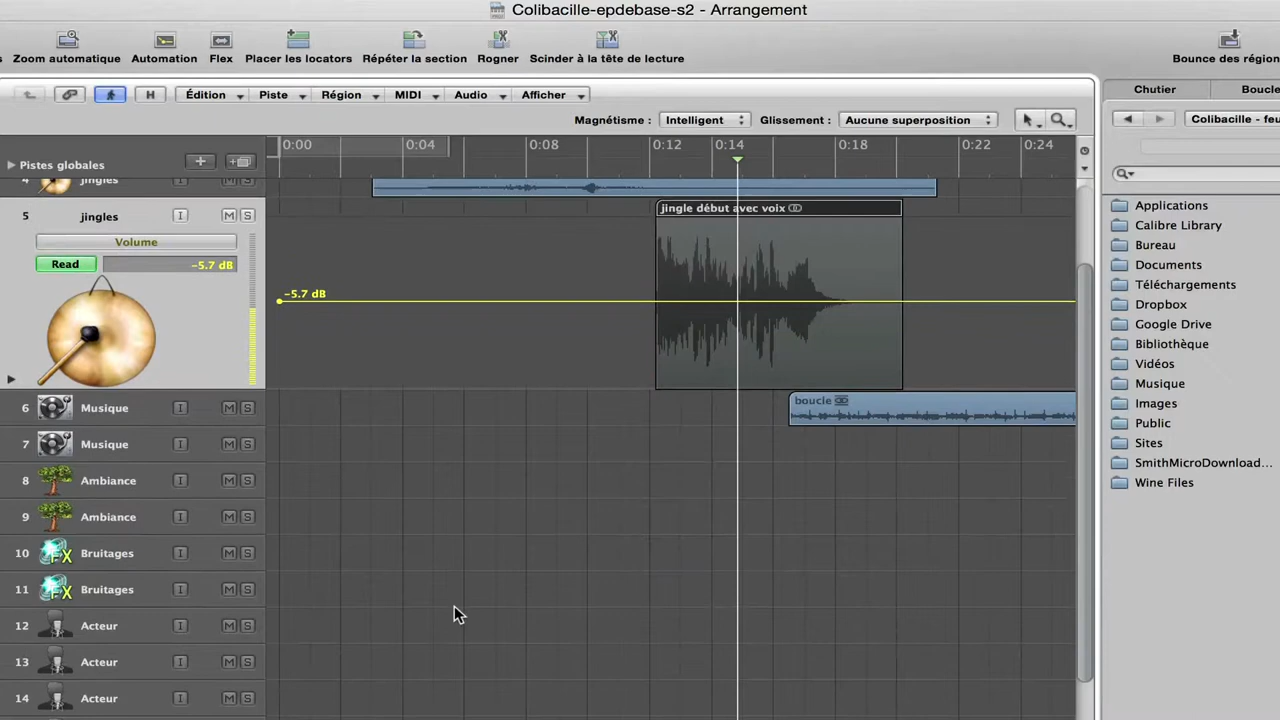 Colibacille-epdebase-s2 - Arrangement
Zoom automatique Automation Flex Placer les locators Répéter la section Rogner Scinder à la tête de lecture Bounce des région
H Édition Piste Région MIDI Audio Afficher Chutier Boucle
Magnétisme : Intelligent Glissement : Aucune superposition Colibacille - feu
Pistes globales 0:00 0:04 0:08 0:12 0:14 0:18 0:22 0:24
4 jingles
5 jingles I M S
jingle début avec voix
Volume
Read -5.7 dB
-5.7 dB
6 Musique I M S
boucle
7 Musique I M S
8 Ambiance I M S
9 Ambiance I M S
10 FX Bruitages I M S
11 FX Bruitages I M S
12 Acteur I M S
13 Acteur I M S
14 Acteur I M S
Applications
Calibre Library
Bureau
Documents
Téléchargements
Dropbox
Google Drive
Bibliothèque
Vidéos
Musique
Images
Public
Sites
SmithMicroDownload...
Wine Files